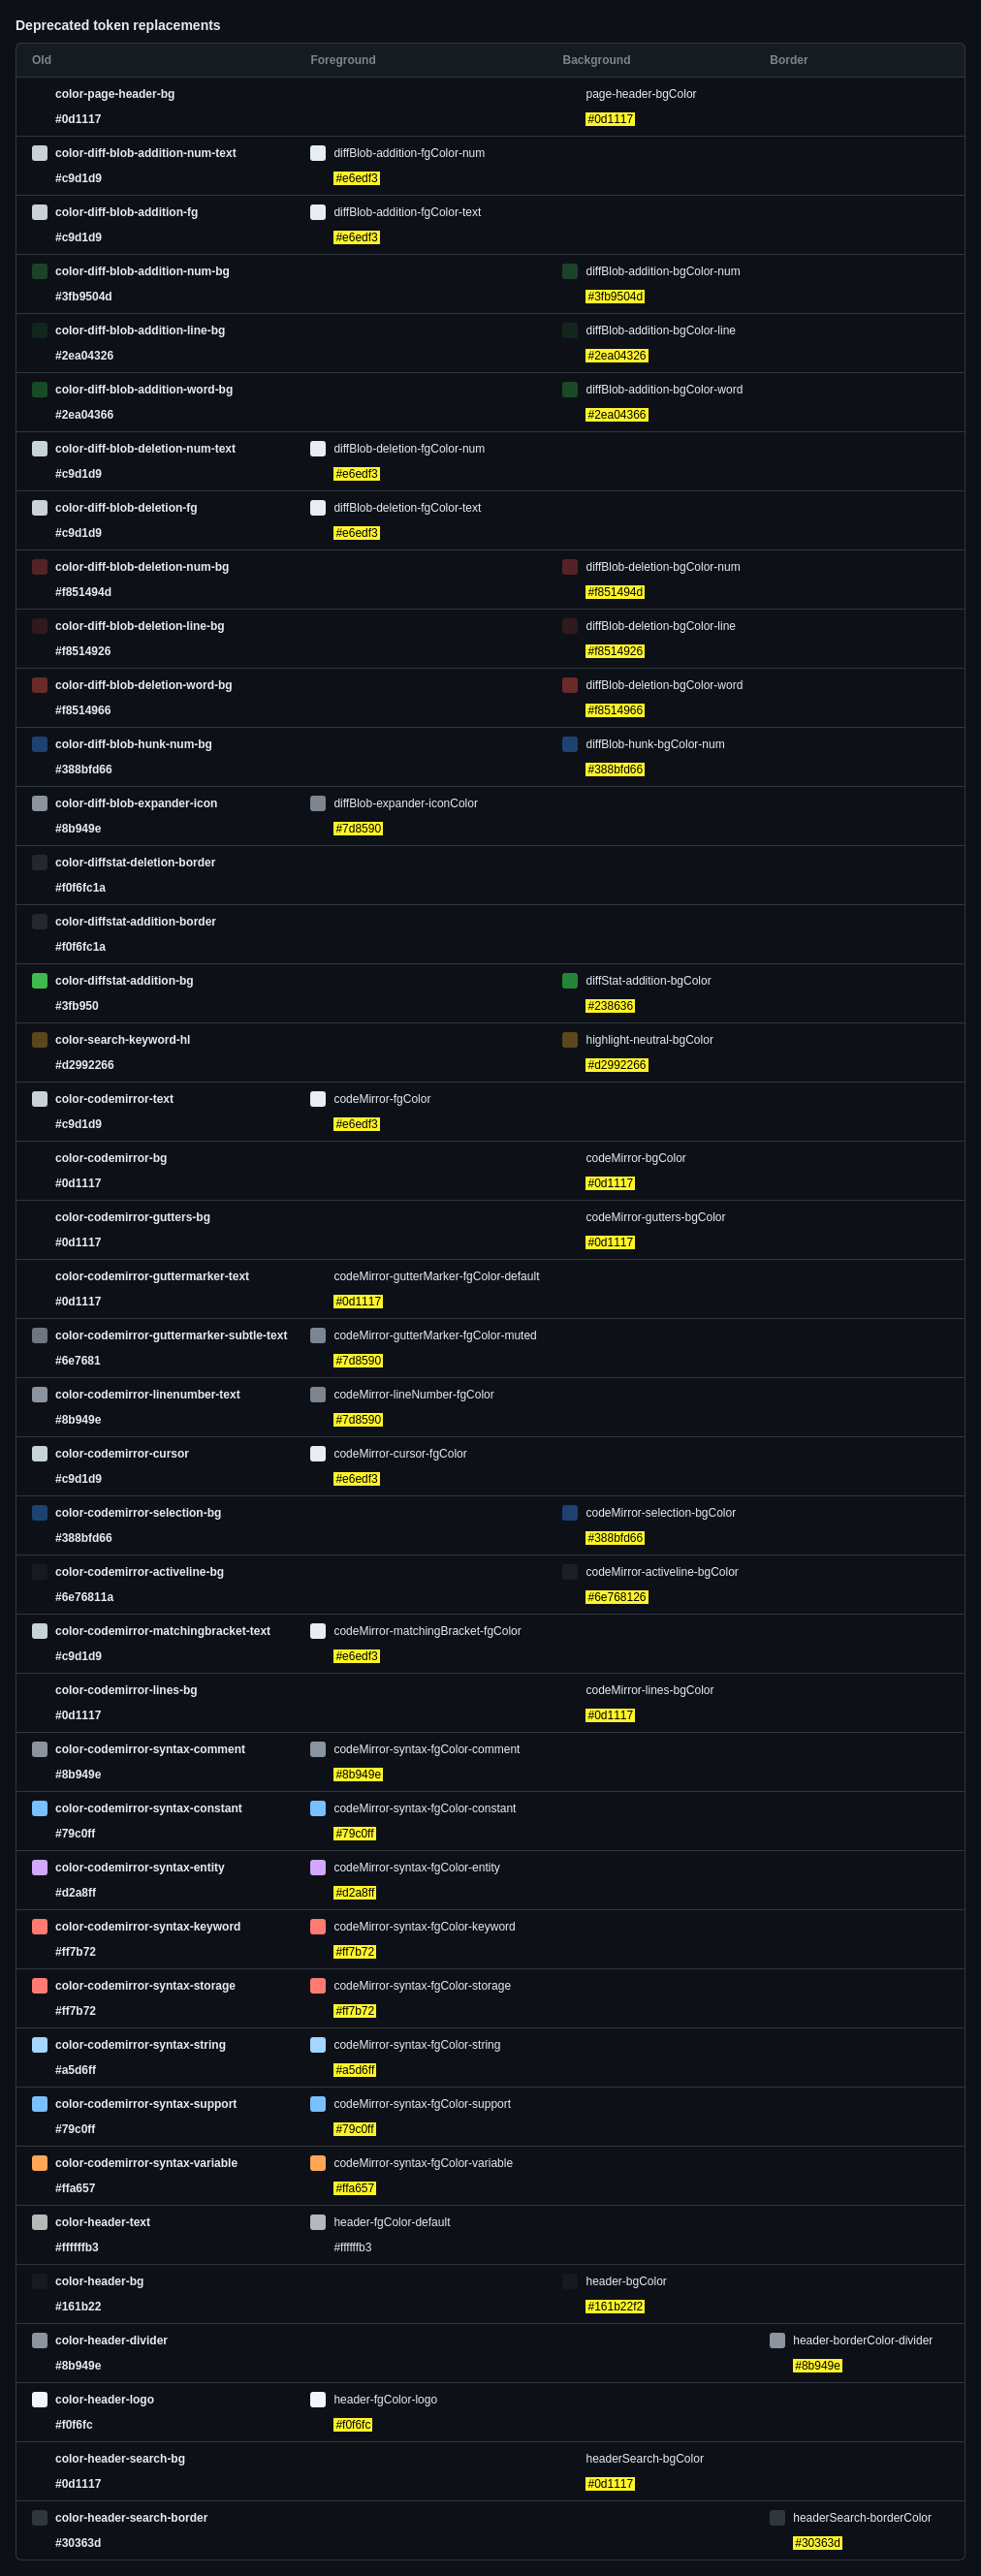 Deprecated token replacements
Old Foreground Background Border
color-page-header-bg page-header-bgColor
#0d1117 #0d1117
color-diff-blob-addition-num-text diffBlob-addition-fgColor-num
#c9d1d9 #e6edf3
color-diff-blob-addition-fg diffBlob-addition-fgColor-text
#c9d1d9 #e6edf3
color-diff-blob-addition-num-bg diffBlob-addition-bgColor-num
#3fb9504d #3fb9504d
color-diff-blob-addition-line-bg diffBlob-addition-bgColor-line
#2ea04326 #2ea04326
color-diff-blob-addition-word-bg diffBlob-addition-bgColor-word
#2ea04366 #2ea04366
color-diff-blob-deletion-num-text diffBlob-deletion-fgColor-num
#c9d1d9 #e6edf3
color-diff-blob-deletion-fg diffBlob-deletion-fgColor-text
#c9d1d9 #e6edf3
color-diff-blob-deletion-num-bg diffBlob-deletion-bgColor-num
#f851494d #f851494d
color-diff-blob-deletion-line-bg diffBlob-deletion-bgColor-line
#f8514926 #f8514926
color-diff-blob-deletion-word-bg diffBlob-deletion-bgColor-word
#f8514966 #f8514966
color-diff-blob-hunk-num-bg diffBlob-hunk-bgColor-num
#388bfd66 #388bfd66
color-diff-blob-expander-icon diffBlob-expander-iconColor
#8b949e #7d8590
color-diffstat-deletion-border
#f0f6fc1a
color-diffstat-addition-border
#f0f6fc1a
color-diffstat-addition-bg diffStat-addition-bgColor
#3fb950 #238636
color-search-keyword-hl highlight-neutral-bgColor
#d2992266 #d2992266
color-codemirror-text codeMirror-fgColor
#c9d1d9 #e6edf3
color-codemirror-bg codeMirror-bgColor
#0d1117 #0d1117
color-codemirror-gutters-bg codeMirror-gutters-bgColor
#0d1117 #0d1117
color-codemirror-guttermarker-text codeMirror-gutterMarker-fgColor-default
#0d1117 #0d1117
color-codemirror-guttermarker-subtle-text codeMirror-gutterMarker-fgColor-muted
#6e7681 #7d8590
color-codemirror-linenumber-text codeMirror-lineNumber-fgColor
#8b949e #7d8590
color-codemirror-cursor codeMirror-cursor-fgColor
#c9d1d9 #e6edf3
color-codemirror-selection-bg codeMirror-selection-bgColor
#388bfd66 #388bfd66
color-codemirror-activeline-bg codeMirror-activeline-bgColor
#6e76811a #6e768126
color-codemirror-matchingbracket-text codeMirror-matchingBracket-fgColor
#c9d1d9 #e6edf3
color-codemirror-lines-bg codeMirror-lines-bgColor
#0d1117 #0d1117
color-codemirror-syntax-comment codeMirror-syntax-fgColor-comment
#8b949e #8b949e
color-codemirror-syntax-constant codeMirror-syntax-fgColor-constant
#79c0ff #79c0ff
color-codemirror-syntax-entity codeMirror-syntax-fgColor-entity
#d2a8ff #d2a8ff
color-codemirror-syntax-keyword codeMirror-syntax-fgColor-keyword
#ff7b72 #ff7b72
color-codemirror-syntax-storage codeMirror-syntax-fgColor-storage
#ff7b72 #ff7b72
color-codemirror-syntax-string codeMirror-syntax-fgColor-string
#a5d6ff #a5d6ff
color-codemirror-syntax-support codeMirror-syntax-fgColor-support
#79c0ff #79c0ff
color-codemirror-syntax-variable codeMirror-syntax-fgColor-variable
#ffa657 #ffa657
color-header-text header-fgColor-default
#ffffffb3 #ffffffb3
color-header-bg header-bgColor
#161b22 #161b22f2
color-header-divider header-borderColor-divider
#8b949e #8b949e
color-header-logo header-fgColor-logo
#f0f6fc #f0f6fc
color-header-search-bg headerSearch-bgColor
#0d1117 #0d1117
color-header-search-border headerSearch-borderColor
#30363d #30363d